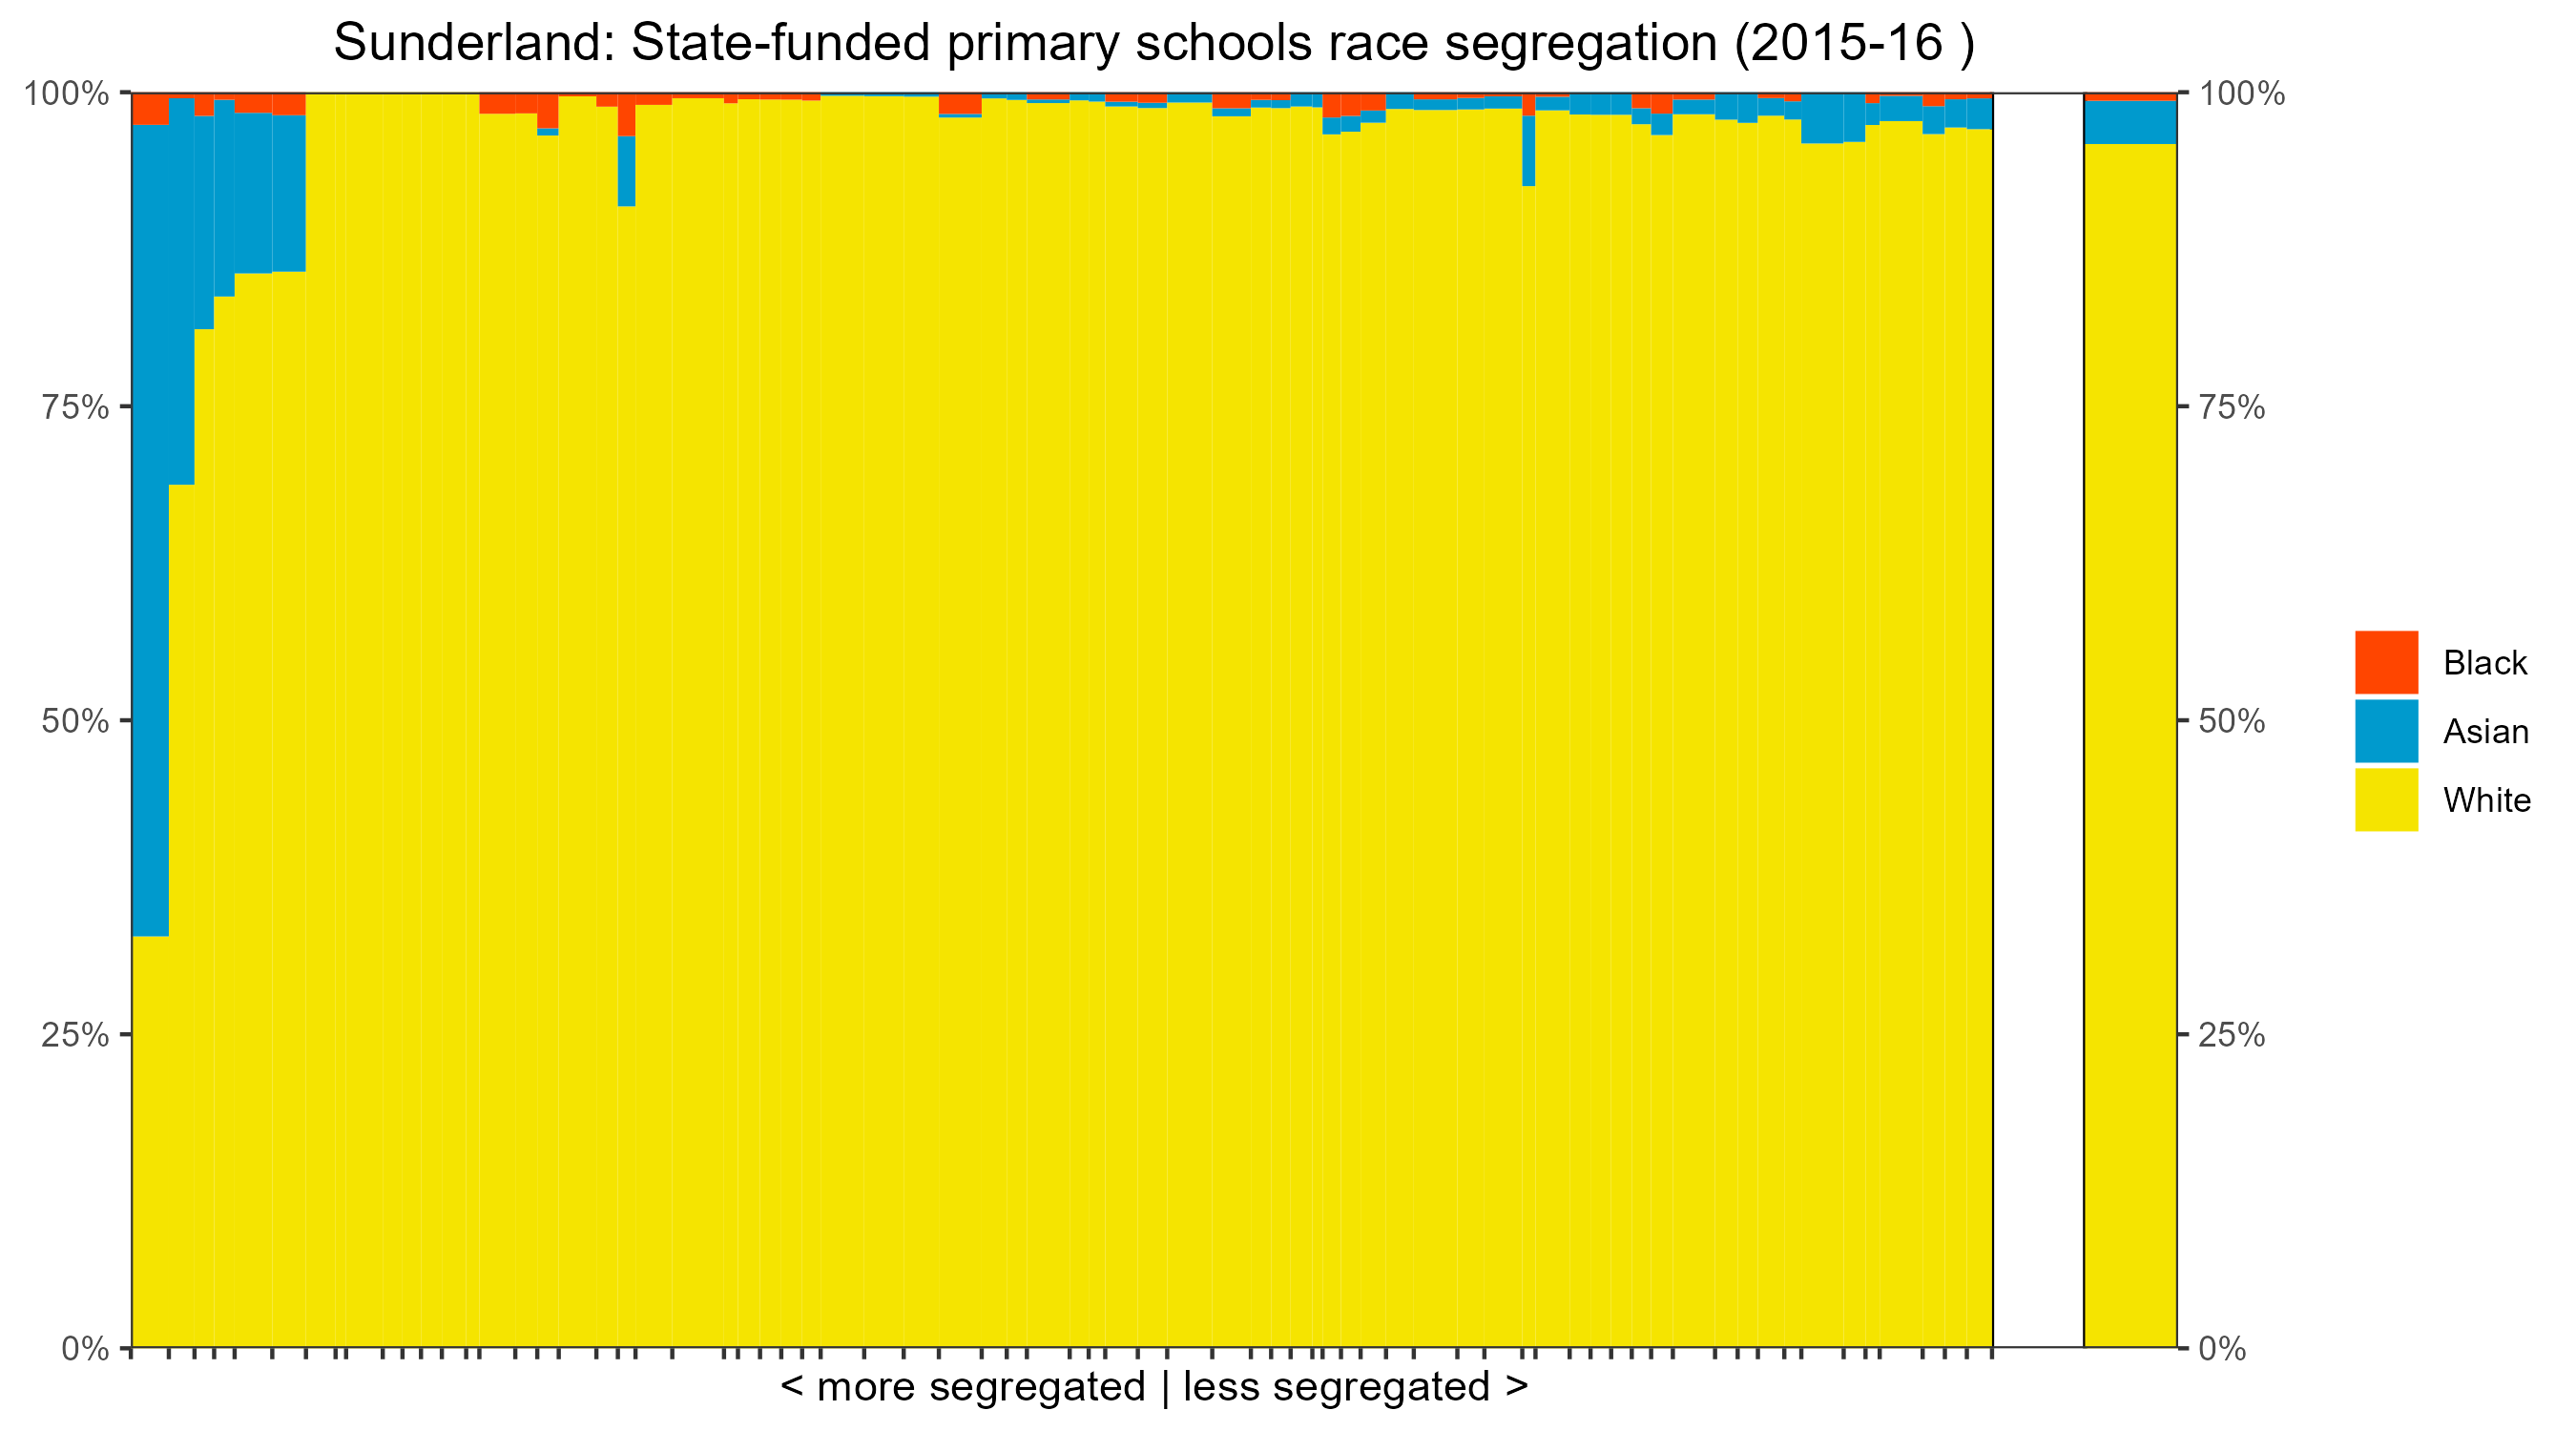 Sunderland: State-funded primary schools race segregation (2015-16 )
100%
75%
50%
25%
0%
100%
75%
50%
25%
0%
Black
Asian
White
< more segregated | less segregated >